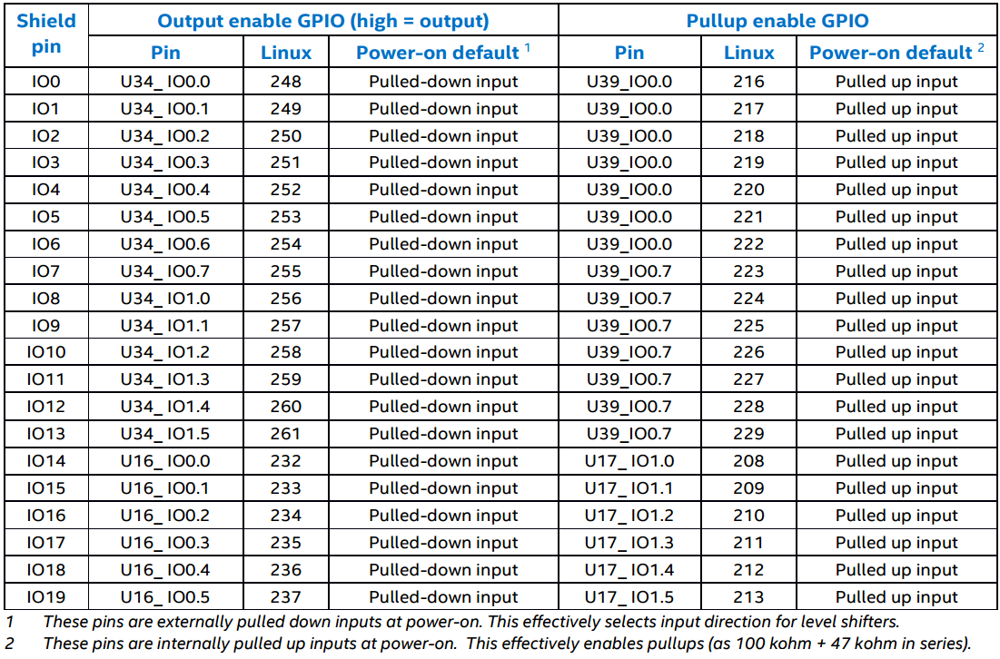 Shield pin Output enable GPIO (high = output) Pullup enable GPIO
Pin Linux Power-on default 1 Pin Linux Power-on default 2
IO0 U34_ IO0.0 248 Pulled-down input U39_IO0.0 216 Pulled up input
IO1 U34_ IO0.1 249 Pulled-down input U39_IO0.0 217 Pulled up input
IO2 U34_ IO0.2 250 Pulled-down input U39_IO0.0 218 Pulled up input
IO3 U34_ IO0.3 251 Pulled-down input U39_IO0.0 219 Pulled up input
IO4 U34_ IO0.4 252 Pulled-down input U39_IO0.0 220 Pulled up input
IO5 U34_ IO0.5 253 Pulled-down input U39_IO0.0 221 Pulled up input
IO6 U34_ IO0.6 254 Pulled-down input U39_IO0.0 222 Pulled up input
IO7 U34_ IO0.7 255 Pulled-down input U39_IO0.7 223 Pulled up input
IO8 U34_ IO1.0 256 Pulled-down input U39_IO0.7 224 Pulled up input
IO9 U34_ IO1.1 257 Pulled-down input U39_IO0.7 225 Pulled up input
IO10 U34_ IO1.2 258 Pulled-down input U39_IO0.7 226 Pulled up input
IO11 U34_ IO1.3 259 Pulled-down input U39_IO0.7 227 Pulled up input
IO12 U34_ IO1.4 260 Pulled-down input U39_IO0.7 228 Pulled up input
IO13 U34_ IO1.5 261 Pulled-down input U39_IO0.7 229 Pulled up input
IO14 U16_ IO0.0 232 Pulled-down input U17_ IO1.0 208 Pulled up input
IO15 U16_ IO0.1 233 Pulled-down input U17_ IO1.1 209 Pulled up input
IO16 U16_ IO0.2 234 Pulled-down input U17_ IO1.2 210 Pulled up input
IO17 U16_ IO0.3 235 Pulled-down input U17_ IO1.3 211 Pulled up input
IO18 U16_ IO0.4 236 Pulled-down input U17_ IO1.4 212 Pulled up input
IO19 U16_ IO0.5 237 Pulled-down input U17_ IO1.5 213 Pulled up input
1 These pins are externally pulled down inputs at power-on. This effectively selects input direction for level shifters.
2 These pins are internally pulled up inputs at power-on. This effectively enables pullups (as 100 kohm + 47 kohm in series).